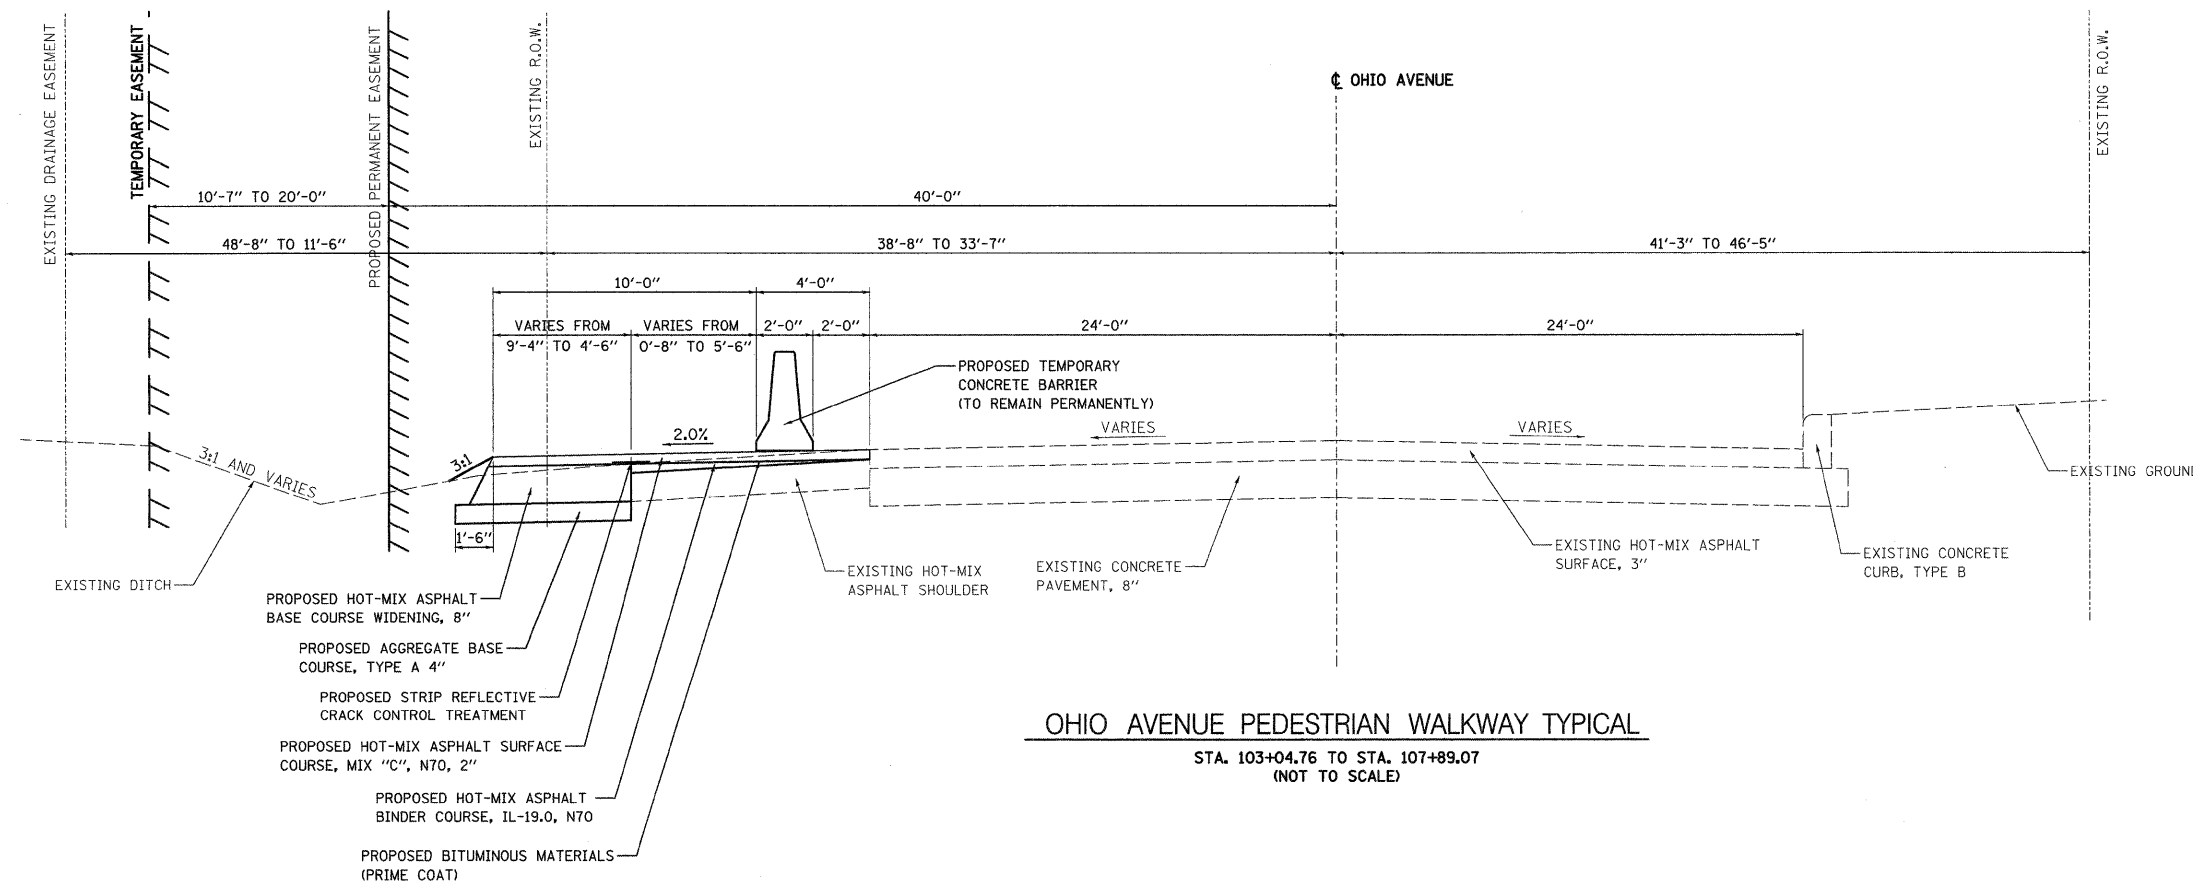 EXISTING DRAINAGE EASEMENT
TEMPORARY EASEMENT
PROPOSED PERMANENT EASEMENT
EXISTING R.O.W.
℄ OHIO AVENUE
EXISTING R.O.W.
10'-7" TO 20'-0"
40'-0"
48'-8" TO 11'-6"
38'-8" TO 33'-7"
41'-3" TO 46'-5"
10'-0"
4'-0"
VARIES FROM
9'-4" TO 4'-6"
VARIES FROM
0'-8" TO 5'-6"
2'-0"
2'-0"
24'-0"
24'-0"
PROPOSED TEMPORARY
CONCRETE BARRIER
(TO REMAIN PERMANENTLY)
2.0%
VARIES
VARIES
3:1 AND VARIES
3:1
EXISTING GROUND
1'-6"
EXISTING DITCH
EXISTING HOT-MIX
ASPHALT SHOULDER
EXISTING CONCRETE
PAVEMENT, 8"
EXISTING HOT-MIX ASPHALT
SURFACE, 3"
EXISTING CONCRETE
CURB, TYPE B
PROPOSED HOT-MIX ASPHALT
BASE COURSE WIDENING, 8"
PROPOSED AGGREGATE BASE
COURSE, TYPE A 4"
PROPOSED STRIP REFLECTIVE
CRACK CONTROL TREATMENT
PROPOSED HOT-MIX ASPHALT SURFACE
COURSE, MIX "C", N70, 2"
PROPOSED HOT-MIX ASPHALT
BINDER COURSE, IL-19.0, N70
PROPOSED BITUMINOUS MATERIALS
(PRIME COAT)
OHIO AVENUE PEDESTRIAN WALKWAY TYPICAL
STA. 103+04.76 TO STA. 107+89.07
(NOT TO SCALE)